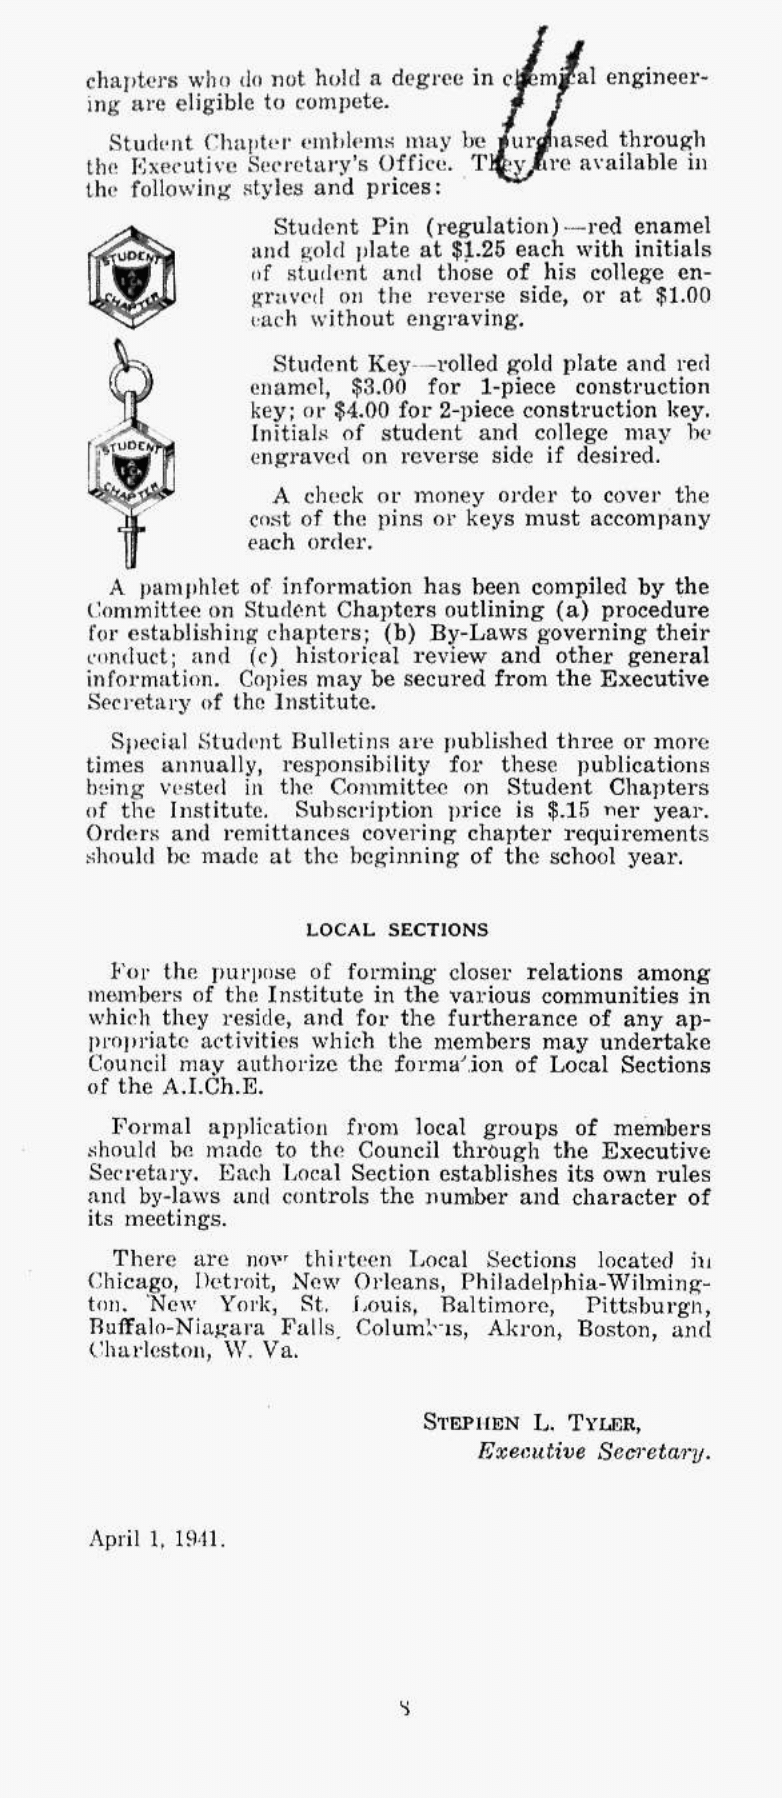 chapters who do not hold a degree in chemical engineer-
ing are eligible to compete.
Student Chapter emblems may be purchased through
the Executive Secretary's Office. They are available in
the following styles and prices:
STUDENT
CHAPTER
Student Pin (regulation)—red enamel
and gold plate at $1.25 each with initials
of student and those of his college en-
graved on the reverse side, or at $1.00
each without engraving.
STUDENT
CHAPTER
Student Key—rolled gold plate and red
enamel, $3.00 for 1-piece construction
key; or $4.00 for 2-piece construction key.
Initials of student and college may be
engraved on reverse side if desired.
A check or money order to cover the
cost of the pins or keys must accompany
each order.
A pamphlet of information has been compiled by the
Committee on Student Chapters outlining (a) procedure
for establishing chapters; (b) By-Laws governing their
conduct; and (c) historical review and other general
information. Copies may be secured from the Executive
Secretary of the Institute.
Special Student Bulletins are published three or more
times annually, responsibility for these publications
being vested in the Committee on Student Chapters
of the Institute. Subscription price is $.15 per year.
Orders and remittances covering chapter requirements
should be made at the beginning of the school year.
LOCAL SECTIONS
For the purpose of forming closer relations among
members of the Institute in the various communities in
which they reside, and for the furtherance of any ap-
propriate activities which the members may undertake
Council may authorize the formation of Local Sections
of the A.I.Ch.E.
Formal application from local groups of members
should be made to the Council through the Executive
Secretary. Each Local Section establishes its own rules
and by-laws and controls the number and character of
its meetings.
There are now thirteen Local Sections located in
Chicago, Detroit, New Orleans, Philadelphia-Wilming-
ton. New York, St. Louis, Baltimore, Pittsburgh,
Buffalo-Niagara Falls, Columbus, Akron, Boston, and
Charleston, W. Va.
STEPHEN L. TYLER,
Executive Secretary.
April 1, 1941.
8